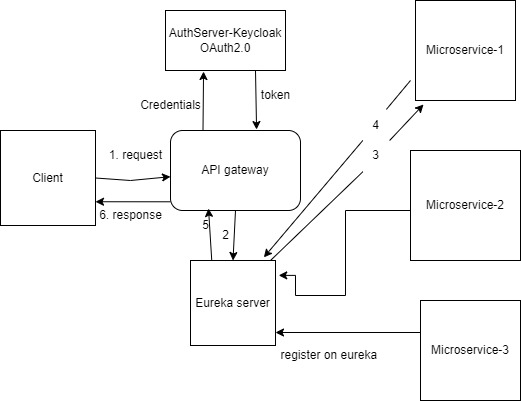 AuthServer-Keycloak
OAuth2.0
Microservice-1
Credentials
token
4
3
1. request
Client
API gateway
6. response
5
2
Microservice-2
Eureka server
register on eureka
Microservice-3